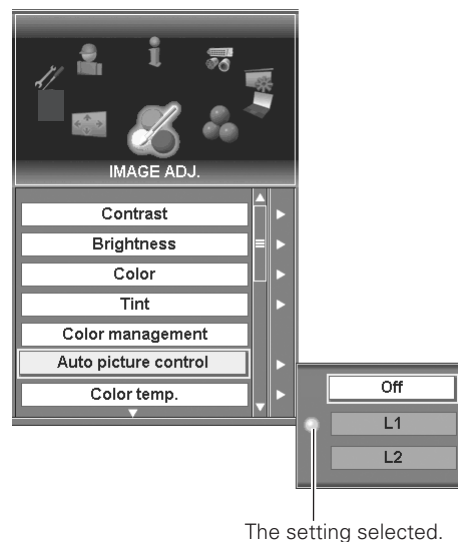 IMAGE ADJ.
Contrast
Brightness
Color
Tint
Color management
Auto picture control
Color temp.
Off
L1
L2
The setting selected.